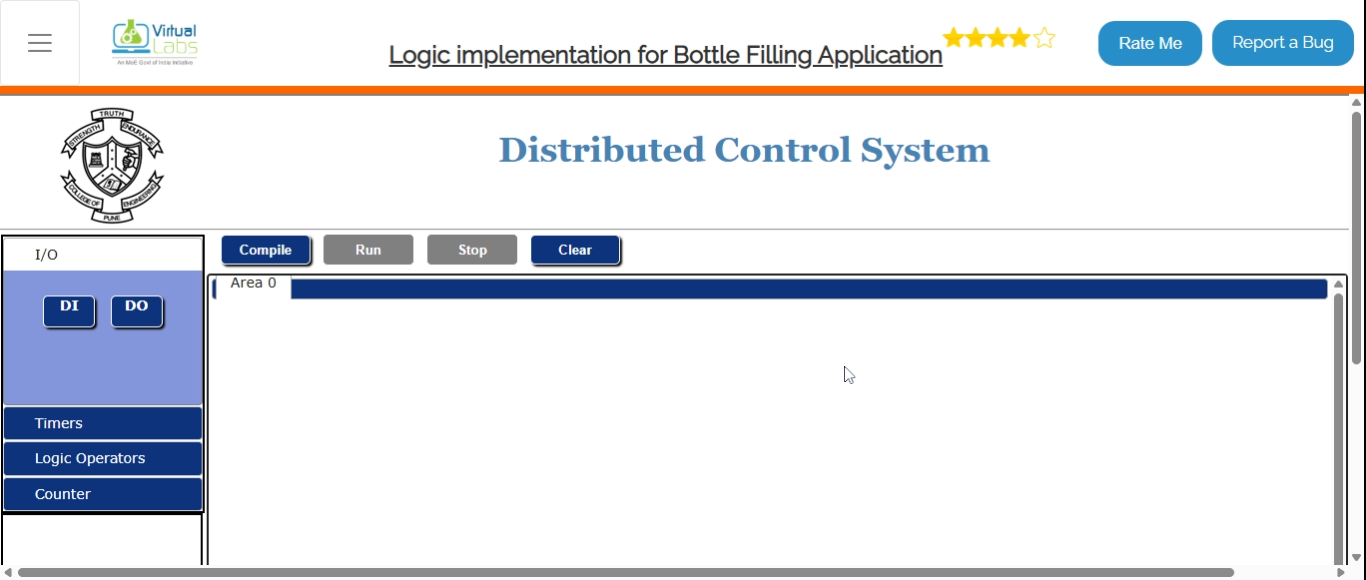 Virtual
Labs
An MoE Govt of India Initiative
Logic implementation for Bottle Filling Application
Rate Me
Report a Bug
TRUTH
STRENGTH
ENDURANCE
COLLEGE OF
ENGINEERING
PUNE
Distributed Control System
I/O
Compile
Run
Stop
Clear
Area 0
DI
DO
Timers
Logic Operators
Counter